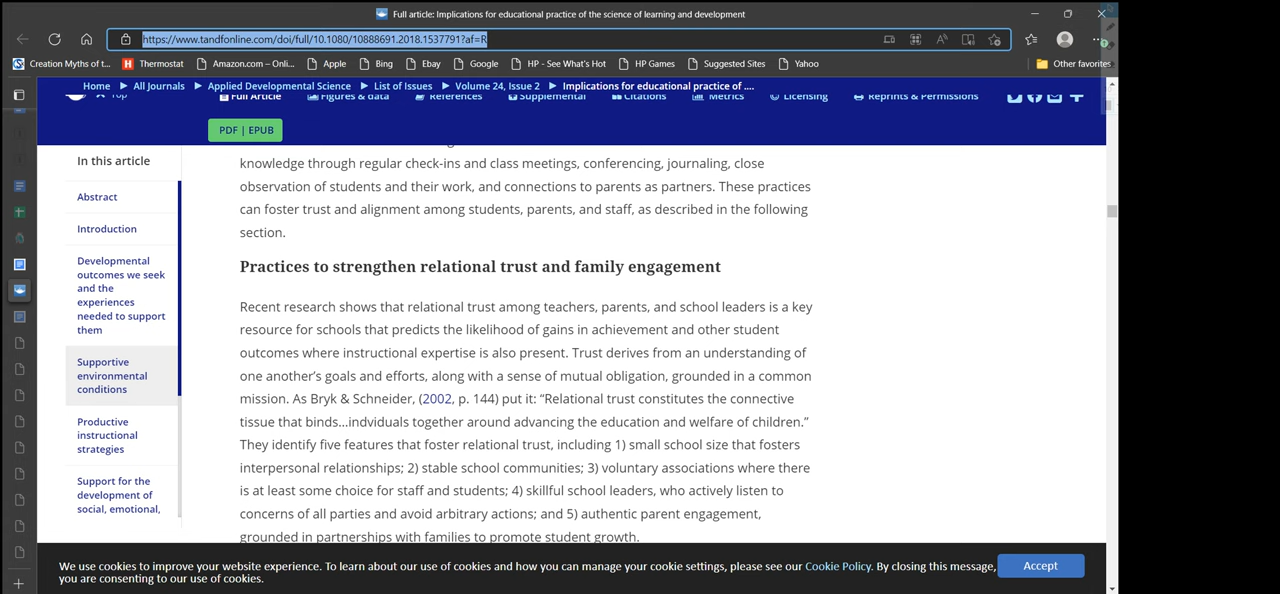 Full article: Implications for educational practice of the science of learning and development
https://www.tandfonline.com/doi/full/10.1080/10888691.2018.1537791?af=R
Creation Myths of t... Thermostat Amazon.com – Onli... Apple Bing Ebay Google HP - See What's Hot HP Games Suggested Sites Yahoo Other favorites
Home All Journals Applied Developmental Science List of Issues Volume 24, Issue 2 Implications for educational practice of ....
Top Full Article Figures & data References Supplemental Citations Metrics Licensing Reprints & Permissions
PDF | EPUB
In this article
Abstract
Introduction
Developmental
outcomes we seek
and the
experiences
needed to support
them
Supportive
environmental
conditions
Productive
instructional
strategies
Support for the
development of
social, emotional,
knowledge through regular check-ins and class meetings, conferencing, journaling, close
observation of students and their work, and connections to parents as partners. These practices
can foster trust and alignment among students, parents, and staff, as described in the following
section.
Practices to strengthen relational trust and family engagement
Recent research shows that relational trust among teachers, parents, and school leaders is a key
resource for schools that predicts the likelihood of gains in achievement and other student
outcomes where instructional expertise is also present. Trust derives from an understanding of
one another's goals and efforts, along with a sense of mutual obligation, grounded in a common
mission. As Bryk & Schneider, (2002, p. 144) put it: “Relational trust constitutes the connective
tissue that binds…indviduals together around advancing the education and welfare of children.”
They identify five features that foster relational trust, including 1) small school size that fosters
interpersonal relationships; 2) stable school communities; 3) voluntary associations where there
is at least some choice for staff and students; 4) skillful school leaders, who actively listen to
concerns of all parties and avoid arbitrary actions; and 5) authentic parent engagement,
grounded in partnerships with families to promote student growth.
We use cookies to improve your website experience. To learn about our use of cookies and how you can manage your cookie settings, please see our Cookie Policy. By closing this message,
you are consenting to our use of cookies.
Accept